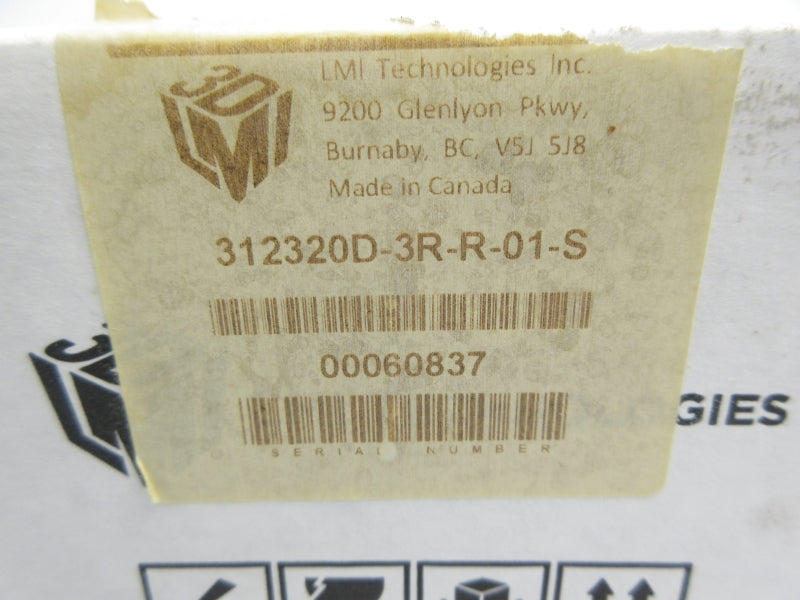 3D
LMI
LMI Technologies Inc.
9200 Glenlyon Pkwy,
Burnaby, BC, V5J 5J8
Made in Canada
312320D-3R-R-01-S
00060837
SERIAL NUMBER